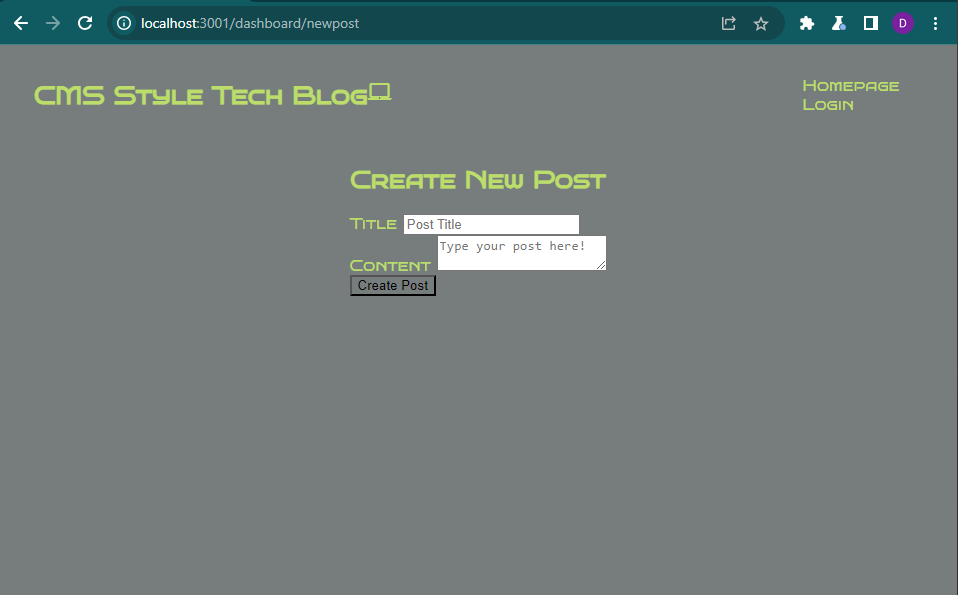 localhost:3001/dashboard/newpost
D
CMS Style Tech Blog
Homepage
Login
Create New Post
Title Post Title
Type your post here!
Content
Create Post